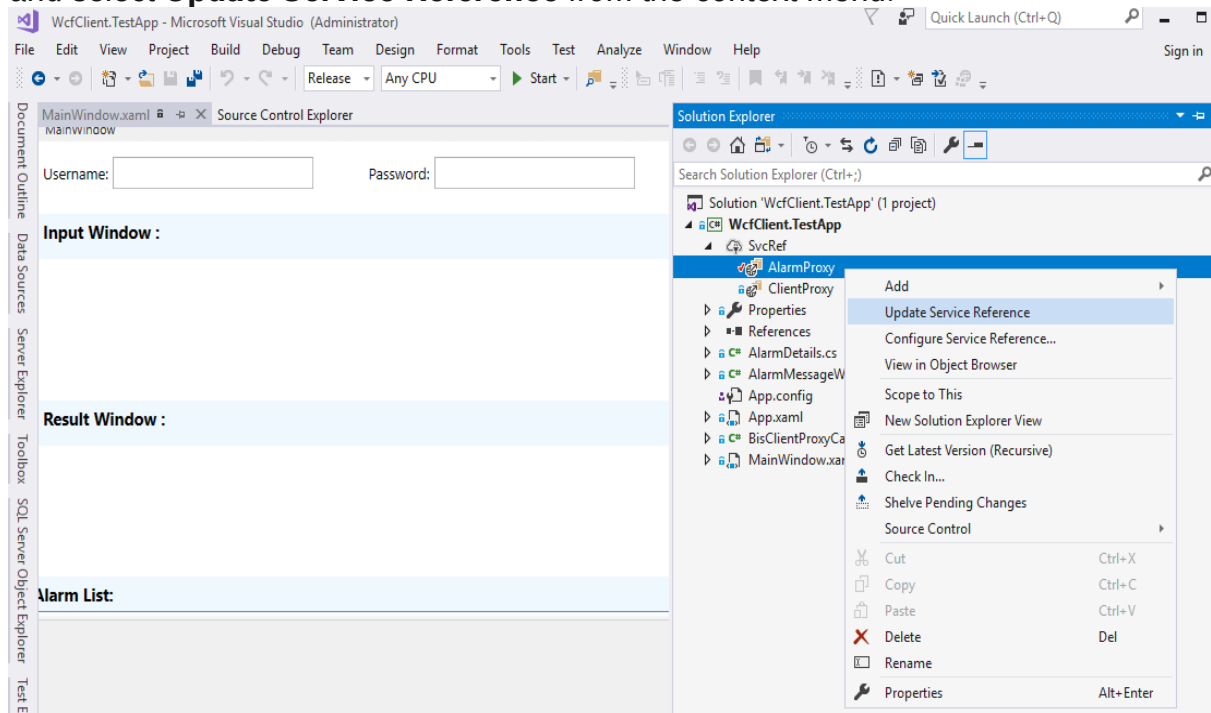 and select Update Service Reference from the context menu.
WcfClient.TestApp - Microsoft Visual Studio (Administrator)
Quick Launch (Ctrl+Q)
File Edit View Project Build Debug Team Design Format Tools Test Analyze Window Help
Sign in
Release Any CPU Start
Document Outline
Data Sources
Server Explorer
Toolbox
SQL Server Object Explorer
Test E
MainWindow.xaml Source Control Explorer
MainWindow
Username: Password:
Input Window :
Result Window :
Alarm List:
Solution Explorer
Search Solution Explorer (Ctrl+;)
Solution 'WcfClient.TestApp' (1 project)
C# WcfClient.TestApp
SvcRef
AlarmProxy
ClientProxy
Properties
References
C# AlarmDetails.cs
C# AlarmMessageW
App.config
App.xaml
C# BisClientProxyCa
MainWindow.xar
Add
Update Service Reference
Configure Service Reference...
View in Object Browser
Scope to This
New Solution Explorer View
Get Latest Version (Recursive)
Check In...
Shelve Pending Changes
Source Control
Cut Ctrl+X
Copy Ctrl+C
Paste Ctrl+V
Delete Del
Rename
Properties Alt+Enter